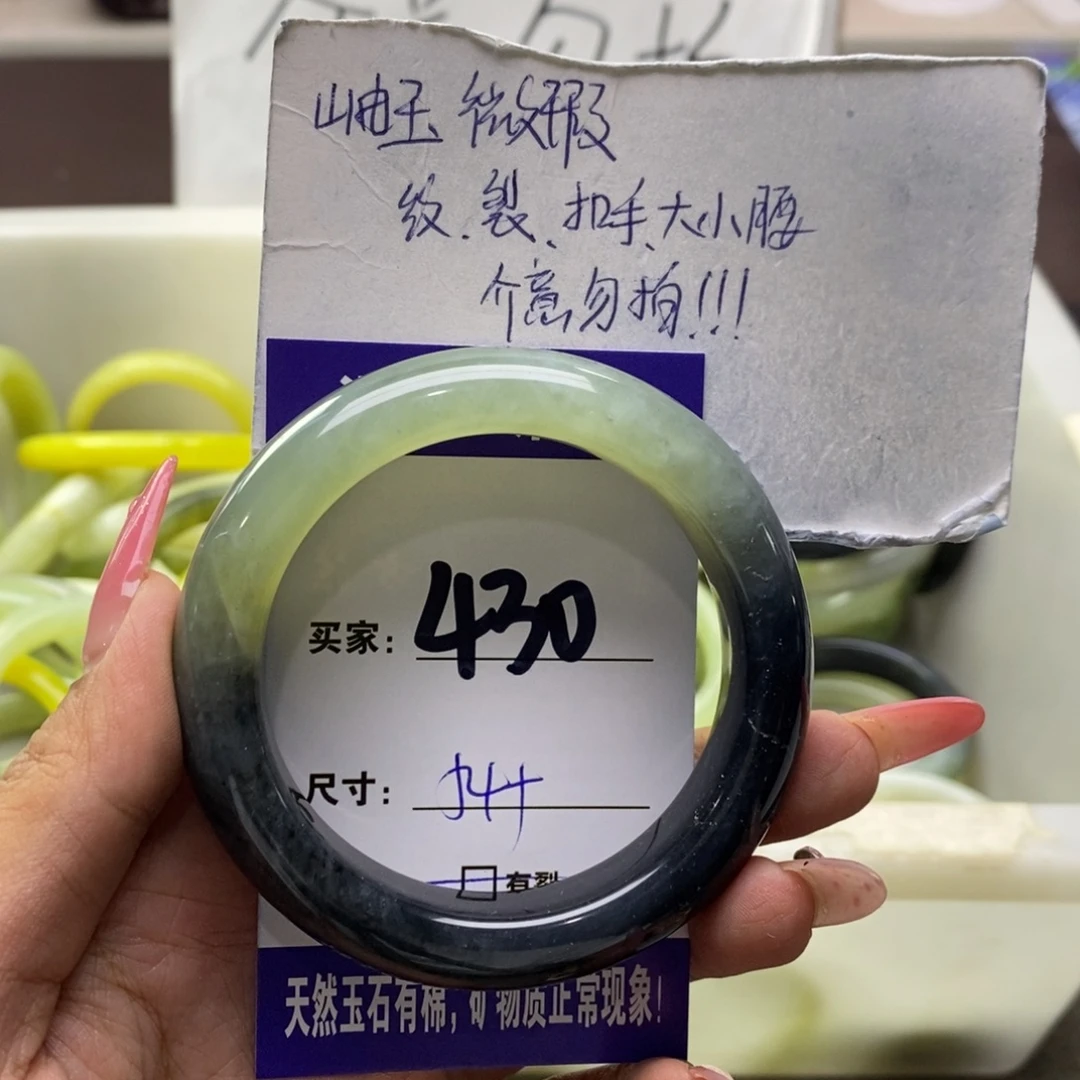 岫玉 微瑕
纹、裂、扣手、大小腰
介意勿拍!!!
买家: 430
尺寸:
有裂
天然玉石有棉,矿物质正常现象!